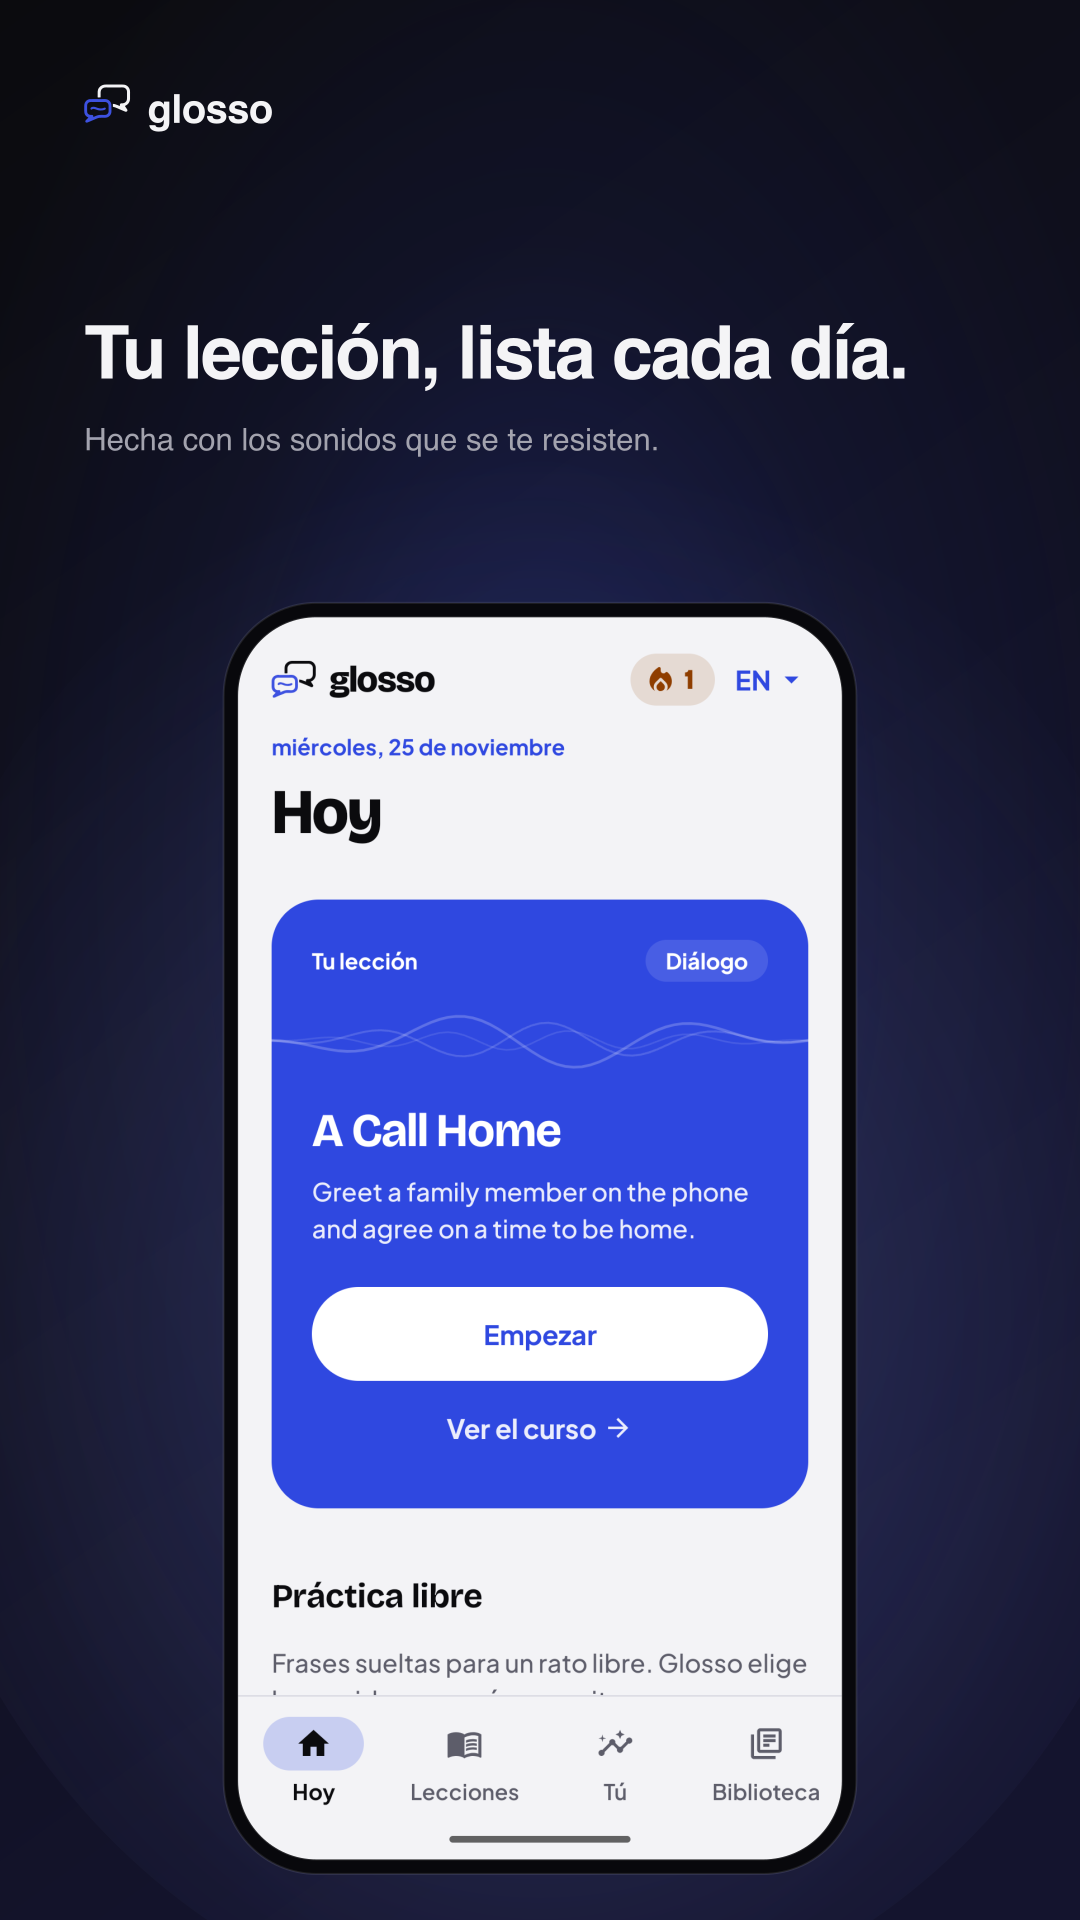 glosso
Tu lección, lista cada día.
Hecha con los sonidos que se te resisten.
glosso
1
EN
miércoles, 25 de noviembre
Hoy
Tu lección
Diálogo
A Call Home
Greet a family member on the phone
and agree on a time to be home.
Empezar
Ver el curso →
Práctica libre
Frases sueltas para un rato libre. Glosso elige
Hoy
Lecciones
Tú
Biblioteca